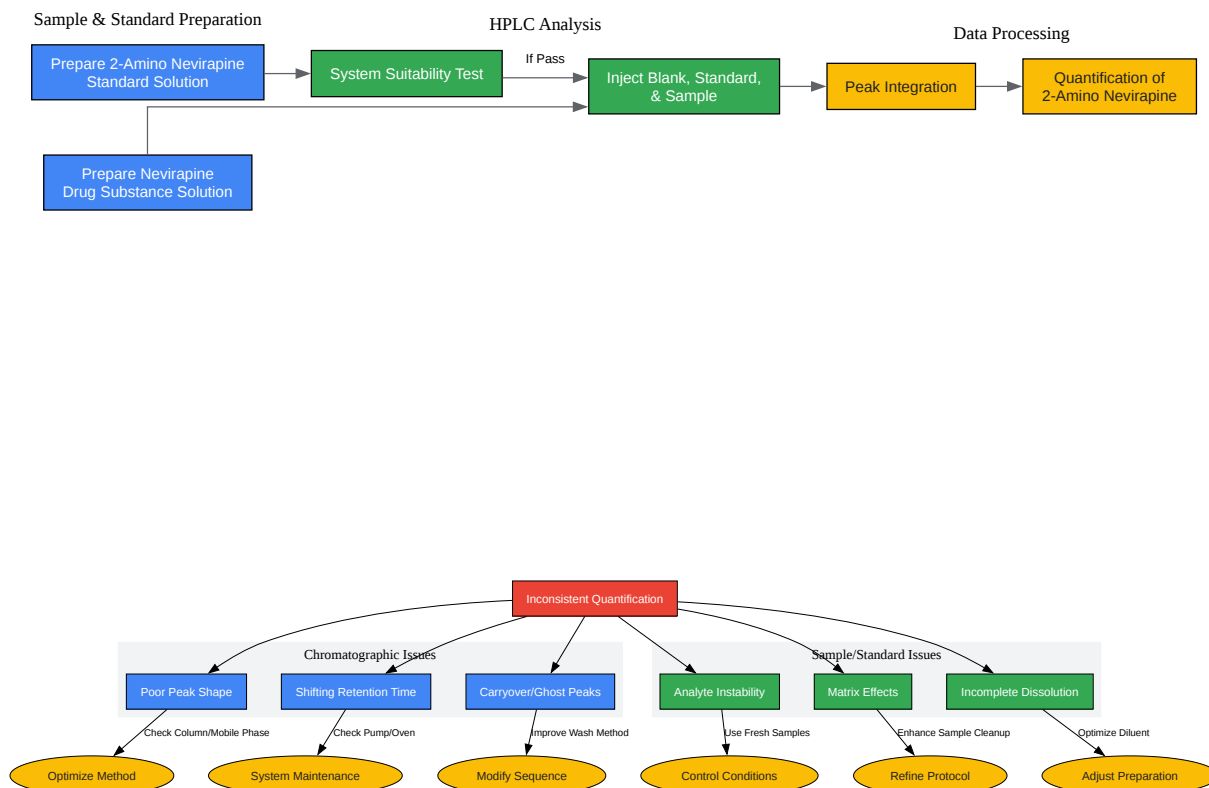 Sample & Standard Preparation
HPLC Analysis
Data Processing
Prepare 2-Amino Nevirapine
Standard Solution
System Suitability Test
If Pass
Inject Blank, Standard,
& Sample
Peak Integration
Quantification of
2-Amino Nevirapine
Prepare Nevirapine
Drug Substance Solution
Inconsistent Quantification
Chromatographic Issues
Sample/Standard Issues
Poor Peak Shape
Shifting Retention Time
Carryover/Ghost Peaks
Analyte Instability
Matrix Effects
Incomplete Dissolution
Check Column/Mobile Phase
Check Pump/Oven
Improve Wash Method
Use Fresh Samples
Enhance Sample Cleanup
Optimize Diluent
Optimize Method
System Maintenance
Modify Sequence
Control Conditions
Refine Protocol
Adjust Preparation